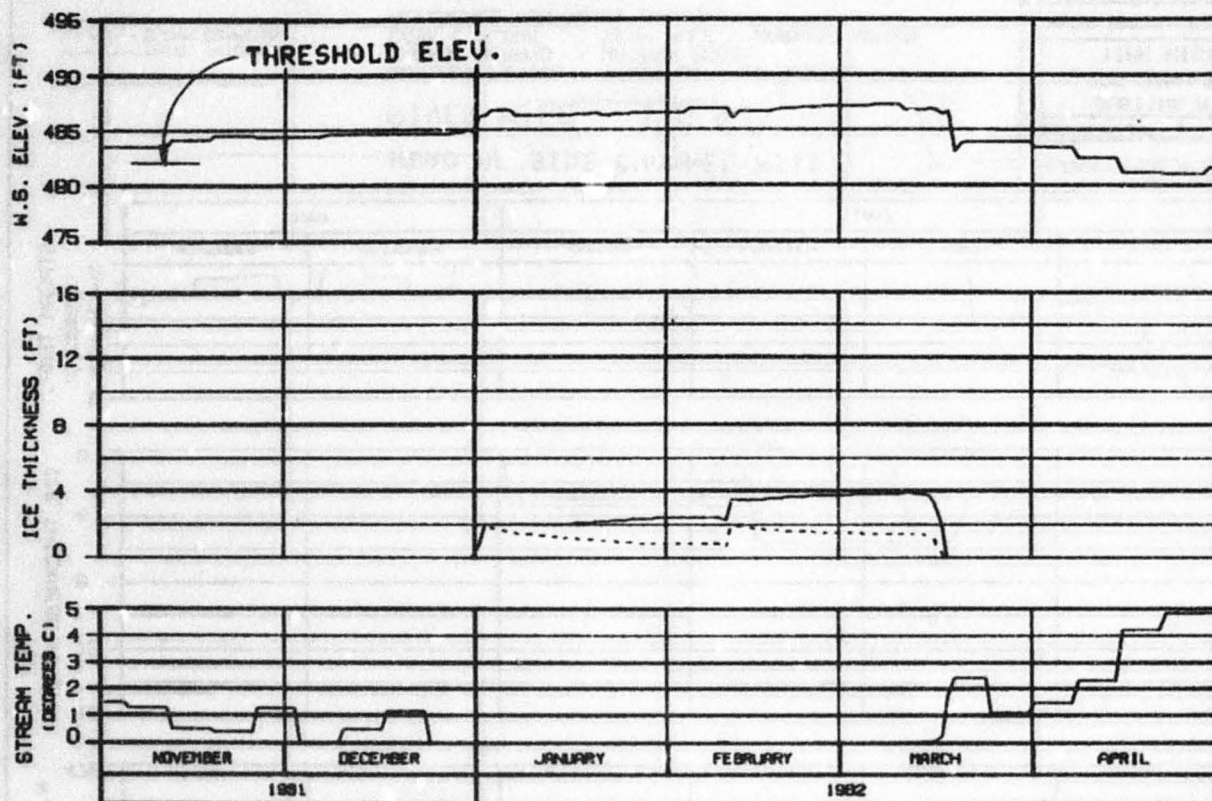 495
THRESHOLD ELEV.
490
485
480
475
W.S. ELEV. (FT)
16
12
8
4
0
ICE THICKNESS (FT)
5
4
3
2
1
0
STREAM TEMP.
(DEGREES C)
NOVEMBER
DECEMBER
JANUARY
FEBRUARY
MARCH
APRIL
1981
1982